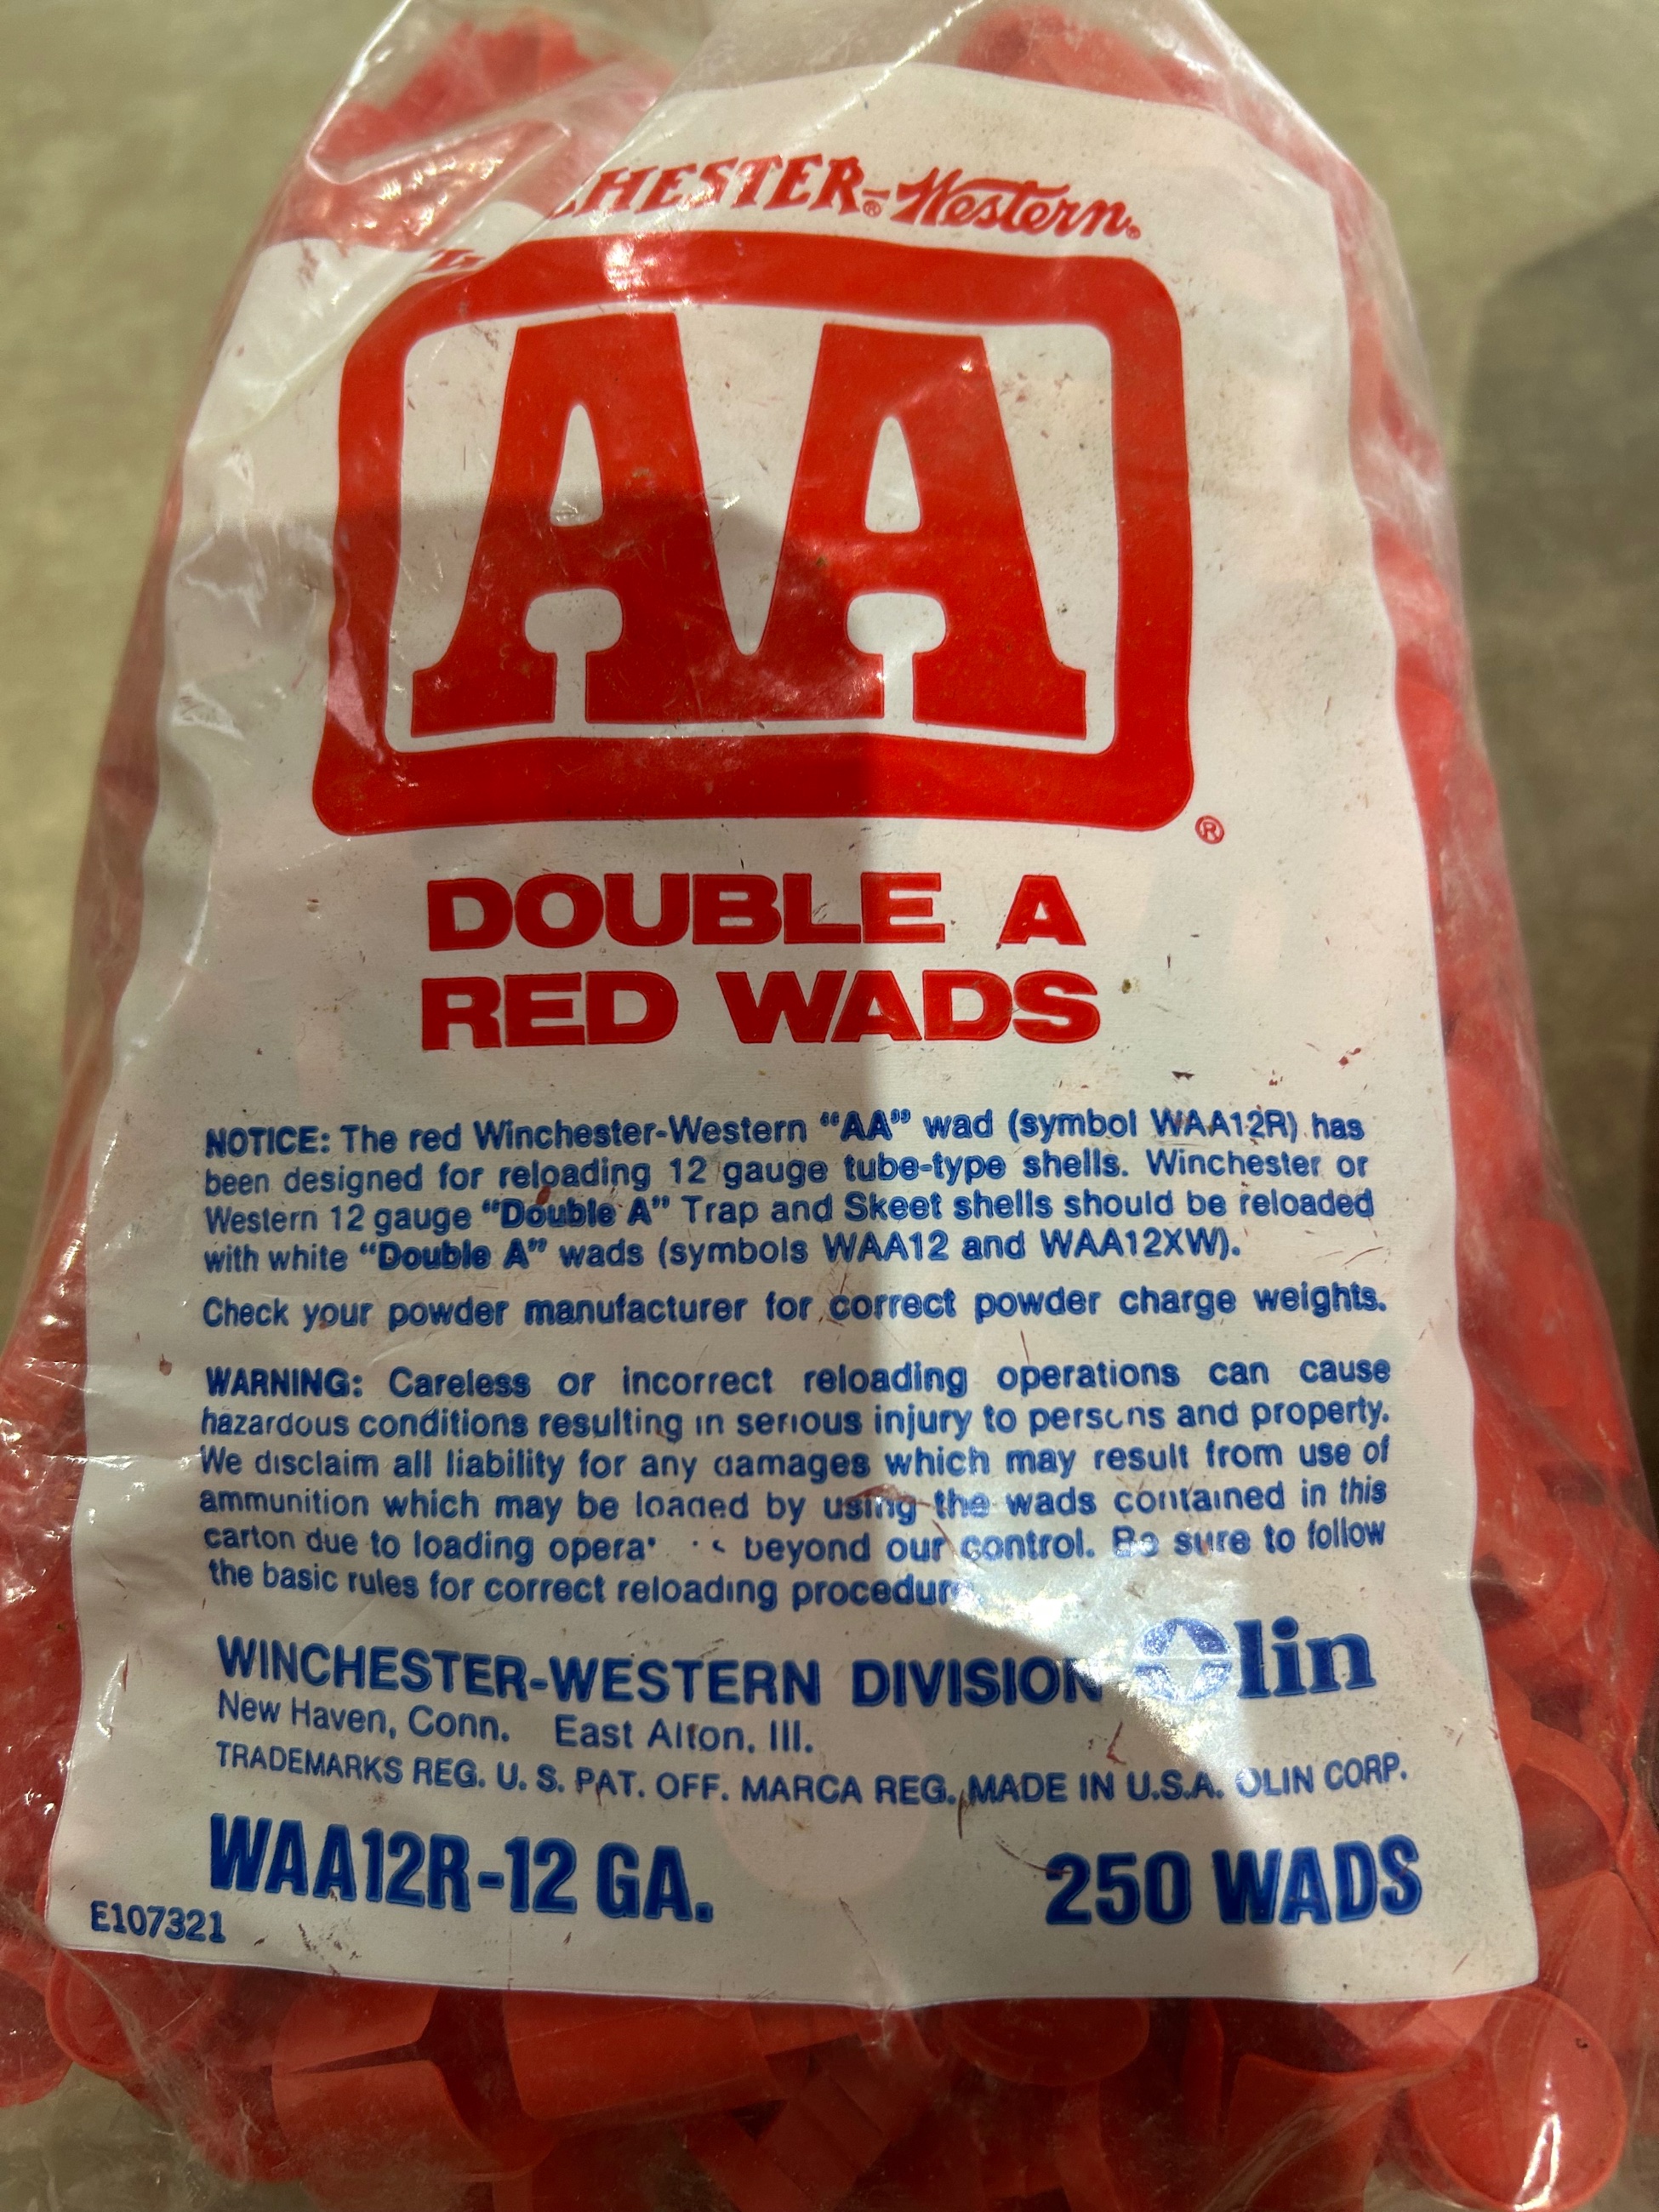 HESTER® - Western®
AA
®
DOUBLE A
RED WADS
NOTICE: The red Winchester-Western "AA" wad (symbol WAA12R) has
been designed for reloading 12 gauge tube-type shells. Winchester or
Western 12 gauge "Double A" Trap and Skeet shells should be reloaded
with white "Double A" wads (symbols WAA12 and WAA12XW).
Check your powder manufacturer for correct powder charge weights.
WARNING: Careless or incorrect reloading operations can cause
hazardous conditions resulting in serious injury to persons and property.
We disclaim all liability for any damages which may result from use of
ammunition which may be loaded by using the wads contained in this
carton due to loading opera beyond our control. Be sure to follow
the basic rules for correct reloading procedure
WINCHESTER-WESTERN DIVISION Olin
New Haven, Conn. East Alton, Ill.
TRADEMARKS REG. U. S. PAT. OFF. MARCA REG. MADE IN U.S.A. OLIN CORP.
WAA12R-12 GA. 250 WADS
E107321